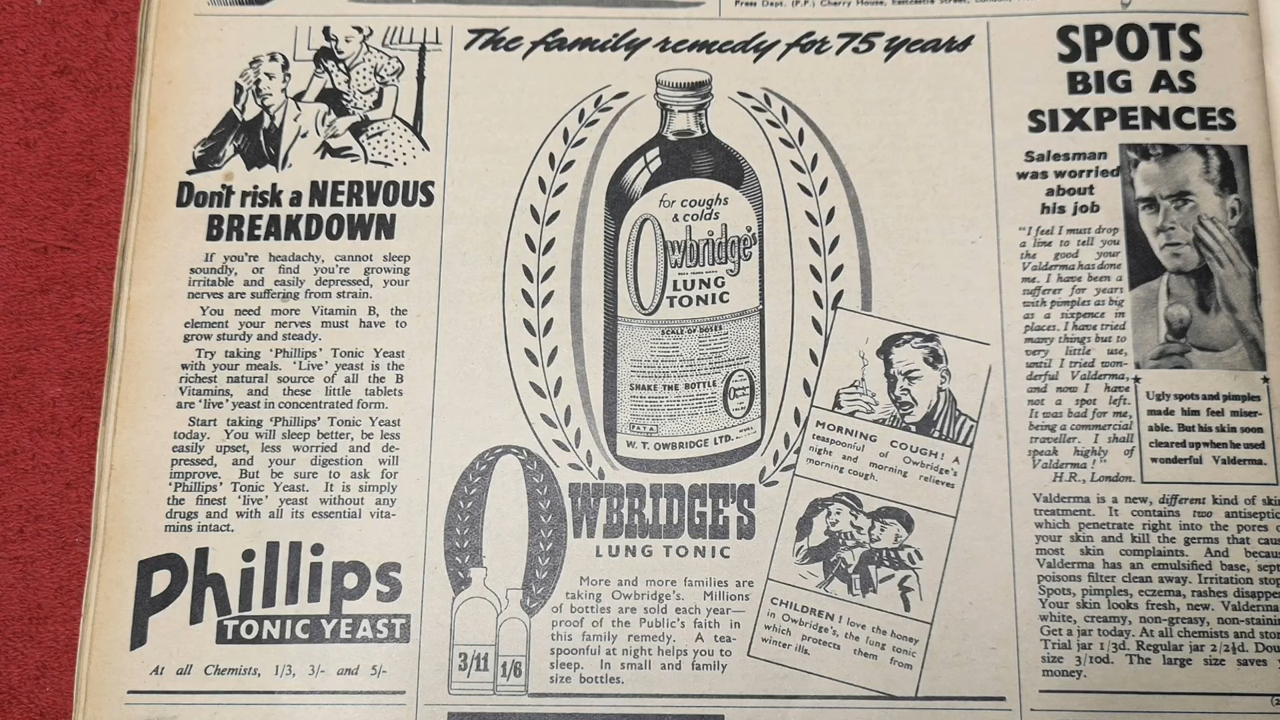 Press Dept. (P.P.) Cherry House, Eastcastle Street, London,
Don't risk a NERVOUS
BREAKDOWN
If you're headachy, cannot sleep
soundly, or find you're growing
irritable and easily depressed, your
nerves are suffering from strain.
You need more Vitamin B, the
element your nerves must have to
grow sturdy and steady.
Try taking 'Phillips' Tonic Yeast
with your meals. 'Live' yeast is the
richest natural source of all the B
Vitamins, and these little tablets
are 'live' yeast in concentrated form.
Start taking 'Phillips' Tonic Yeast
today. You will sleep better, be less
easily upset, less worried and de-
pressed, and your digestion will
improve. But be sure to ask for
'Phillips' Tonic Yeast. It is simply
the finest 'live' yeast without any
drugs and with all its essential vita-
mins intact.
Phillips
TONIC YEAST
At all Chemists, 1/3, 3/- and 5/-
The family remedy for 75 years
for coughs
& colds
Owbridge's
LUNG
TONIC
SCALE OF DOSES
SHAKE THE BOTTLE
W. T. OWBRIDGE LTD.
OWBRIDGE'S
LUNG TONIC
3/11
1/6
More and more families are
taking Owbridge's. Millions
of bottles are sold each year—
proof of the Public's faith in
this family remedy. A tea-
spoonful at night helps you to
sleep. In small and family
size bottles.
MORNING COUGH! A
teaspoonful of Owbridge's
night and morning relieves
morning cough.
CHILDREN! love the honey
in Owbridge's, the lung tonic
which protects them from
winter ills.
SPOTS
BIG AS
SIXPENCES
Salesman
was worried
about
his job
"I feel I must drop
a line to tell you
the good your
Valderma has done
me. I have been a
sufferer for years
with pimples as big
as a sixpence in
places. I have tried
many things but to
very little use,
until I tried won-
derful Valderma,
and now I have
not a spot left.
It was bad for me,
being a commercial
traveller. I shall
speak highly of
Valderma!"
H.R., London.
Ugly spots and pimples
made him feel miser-
able. But his skin soon
cleared up when he used
wonderful Valderma.
Valderma is a new, different kind of skin
treatment. It contains two antiseptic
which penetrate right into the pores
your skin and kill the germs that cau
most skin complaints. And becau
Valderma has an emulsified base, sept
poisons filter clean away. Irritation sto
Spots, pimples, eczema, rashes disappe
Your skin looks fresh, new. Valderma
white, creamy, non-greasy, non-stainin
Get a jar today. At all chemists and stor
Trial jar 1/3d. Regular jar 2/2½d. Dou
size 3/10d. The large size saves
money.